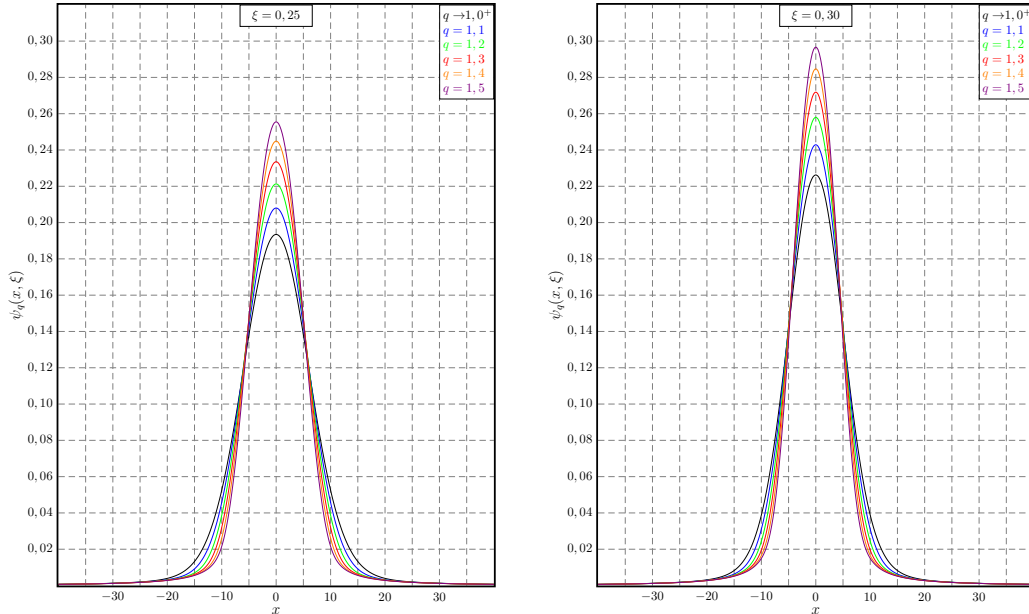 ξ = 0, 25
q → 1, 0⁺
q = 1, 1
q = 1, 2
q = 1, 3
q = 1, 4
q = 1, 5
0, 30
0, 28
0, 26
0, 24
0, 22
0, 20
0, 18
0, 16
0, 14
0, 12
0, 10
0, 08
0, 06
0, 04
0, 02
ψq(x, ξ)
−30
−20
−10
0
10
20
30
x
ξ = 0, 30
q → 1, 0⁺
q = 1, 1
q = 1, 2
q = 1, 3
q = 1, 4
q = 1, 5
0, 30
0, 28
0, 26
0, 24
0, 22
0, 20
0, 18
0, 16
0, 14
0, 12
0, 10
0, 08
0, 06
0, 04
0, 02
ψq(x, ξ)
−30
−20
−10
0
10
20
30
x